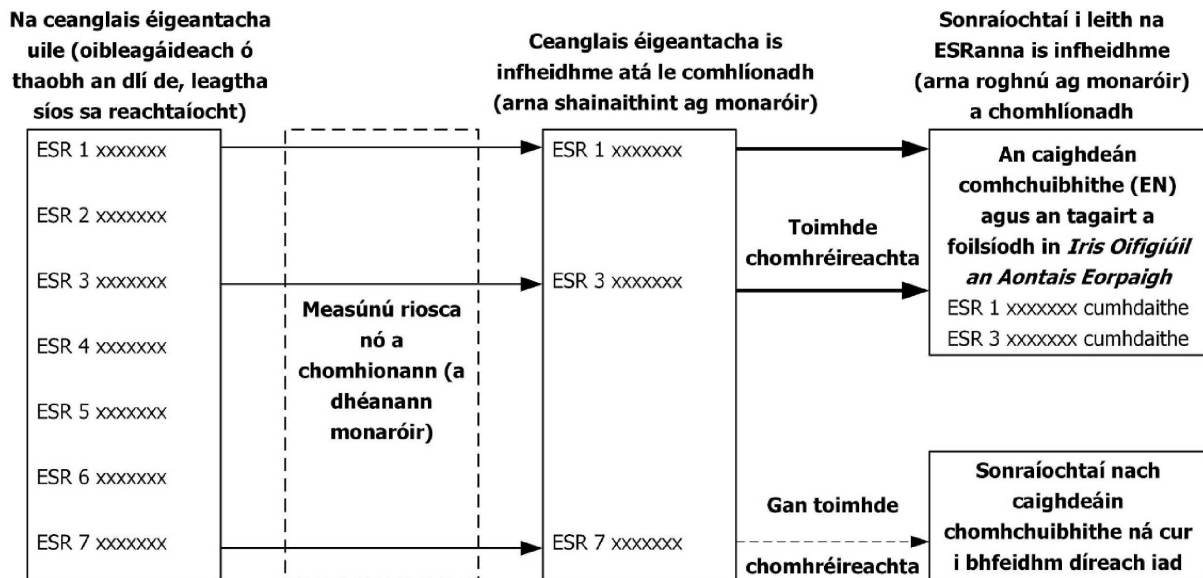 Na ceanglais éigeantacha
uile (oibleagáideach ó
thaobh an dlí de, leagtha
síos sa reachtaíocht)
ESR 1 xxxxxxx
ESR 2 xxxxxxx
ESR 3 xxxxxxx
ESR 4 xxxxxxx
ESR 5 xxxxxxx
ESR 6 xxxxxxx
ESR 7 xxxxxxx
Measúnú riosca
nó a
chomhionann (a
dhéanann
monaróir)
Ceanglais éigeantacha is
infheidhme atá le comhlíonadh
(arna shainaithint ag monaróir)
ESR 1 xxxxxxx
ESR 3 xxxxxxx
ESR 7 xxxxxxx
Toimhde
chomhréireachta
Gan toimhde
chomhréireachta
Sonraíochtaí i leith na
ESRanna is infheidhme
(arna roghnú ag monaróir)
a chomhlíonadh
An caighdeán
comhchuibhithe (EN)
agus an tagairt a
foilsíodh in Iris Oifigiúil
an Aontais Eorpaigh
ESR 1 xxxxxxx cumhdaithe
ESR 3 xxxxxxx cumhdaithe
Sonraíochtaí nach
caighdeáin
chomhchuibhithe ná cur
i bhfeidhm díreach iad